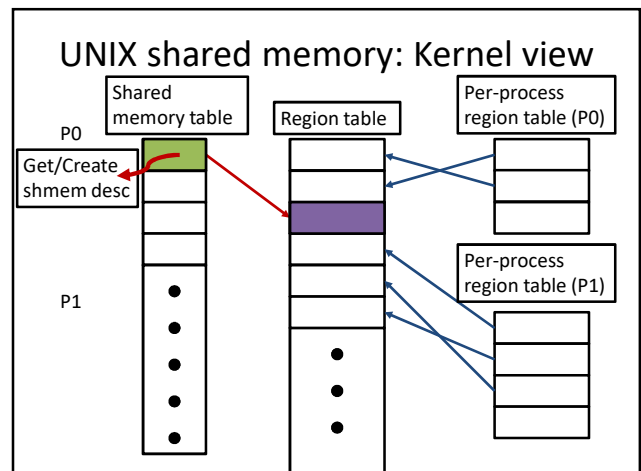 UNIX shared memory: Kernel view
Shared
memory table
Region table
Per-process
region table (P0)
P0
Get/Create
shmem desc
Per-process
region table (P1)
P1